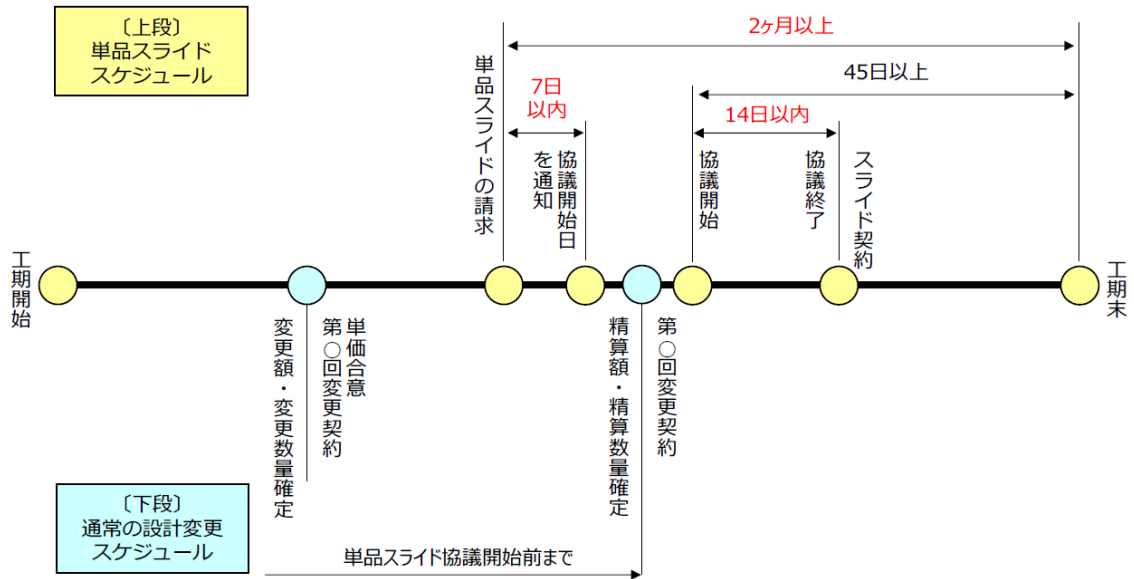 〔上段〕
単品スライド
スケジュール
2ヶ月以上
45日以上
7日
以内
14日以内
単品スライドの請求
協議開始日
を通知
協議開始
協議終了
スライド契約
工期開始
工期末
変更額・変更数量確定
単価合意
第○回変更契約
精算額・精算数量確定
第○回変更契約
〔下段〕
通常の設計変更
スケジュール
単品スライド協議開始前まで